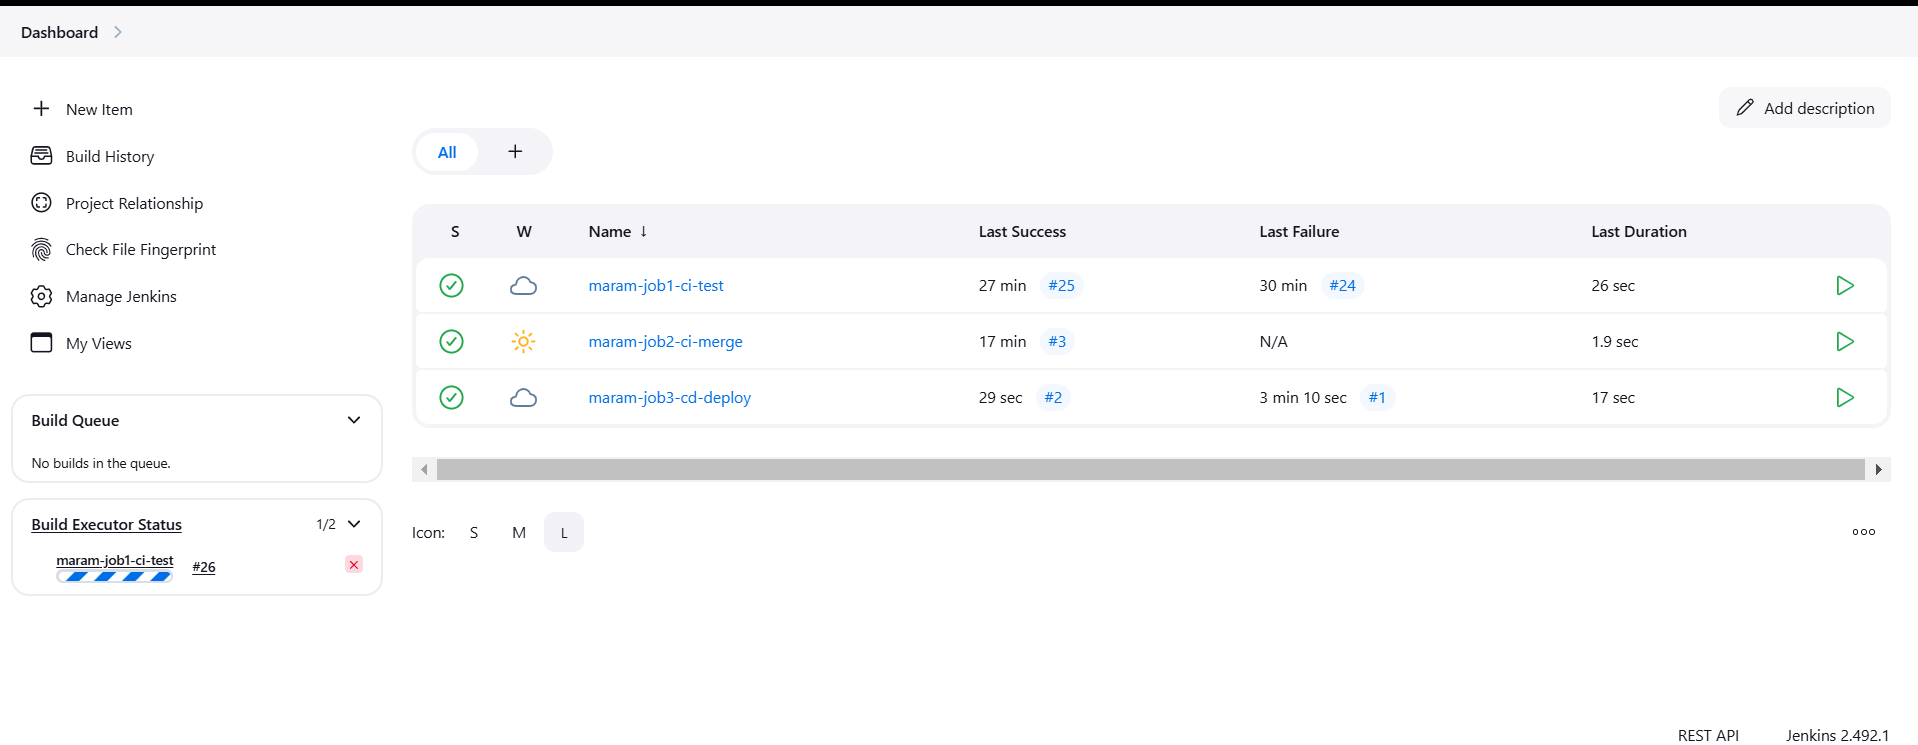 Dashboard
New Item
Build History
Project Relationship
Check File Fingerprint
Manage Jenkins
My Views
Build Queue
No builds in the queue.
Build Executor Status 1/2
maram-job1-ci-test #26
Add description
All
S W Name ↓ Last Success Last Failure Last Duration
maram-job1-ci-test 27 min #25 30 min #24 26 sec
maram-job2-ci-merge 17 min #3 N/A 1.9 sec
maram-job3-cd-deploy 29 sec #2 3 min 10 sec #1 17 sec
Icon: S M L
REST API Jenkins 2.492.1